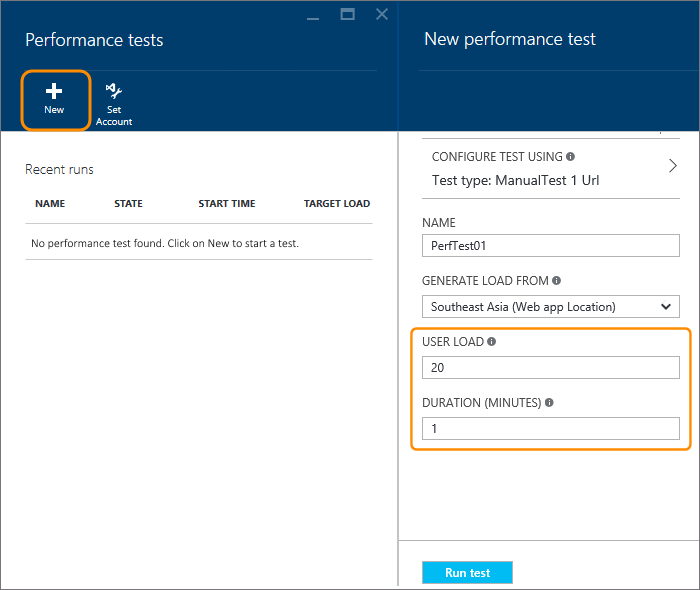 Performance tests
New
Set
Account
Recent runs
NAME STATE START TIME TARGET LOAD
No performance test found. Click on New to start a test.
New performance test
CONFIGURE TEST USING
Test type: ManualTest 1 Url
NAME
PerfTest01
GENERATE LOAD FROM
Southeast Asia (Web app Location)
USER LOAD
20
DURATION (MINUTES)
1
Run test